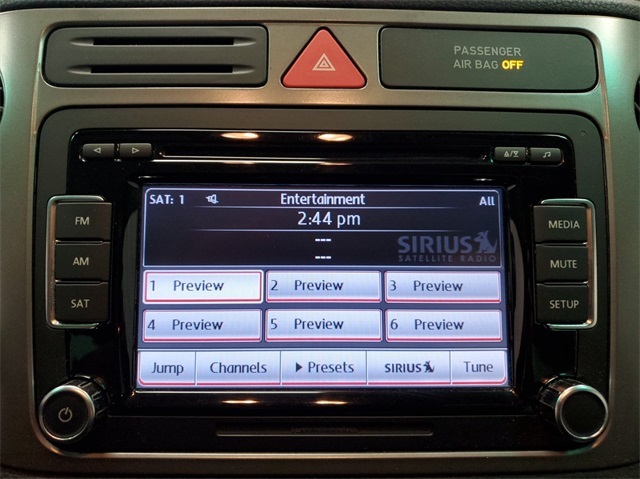 PASSENGER
AIR BAG OFF
FM
AM
SAT
MEDIA
MUTE
SETUP
SAT: 1 Entertainment All
2:44 pm
---
---
SIRIUS
SATELLITE RADIO
1 Preview 2 Preview 3 Preview
4 Preview 5 Preview 6 Preview
Jump Channels Presets SIRIUS Tune